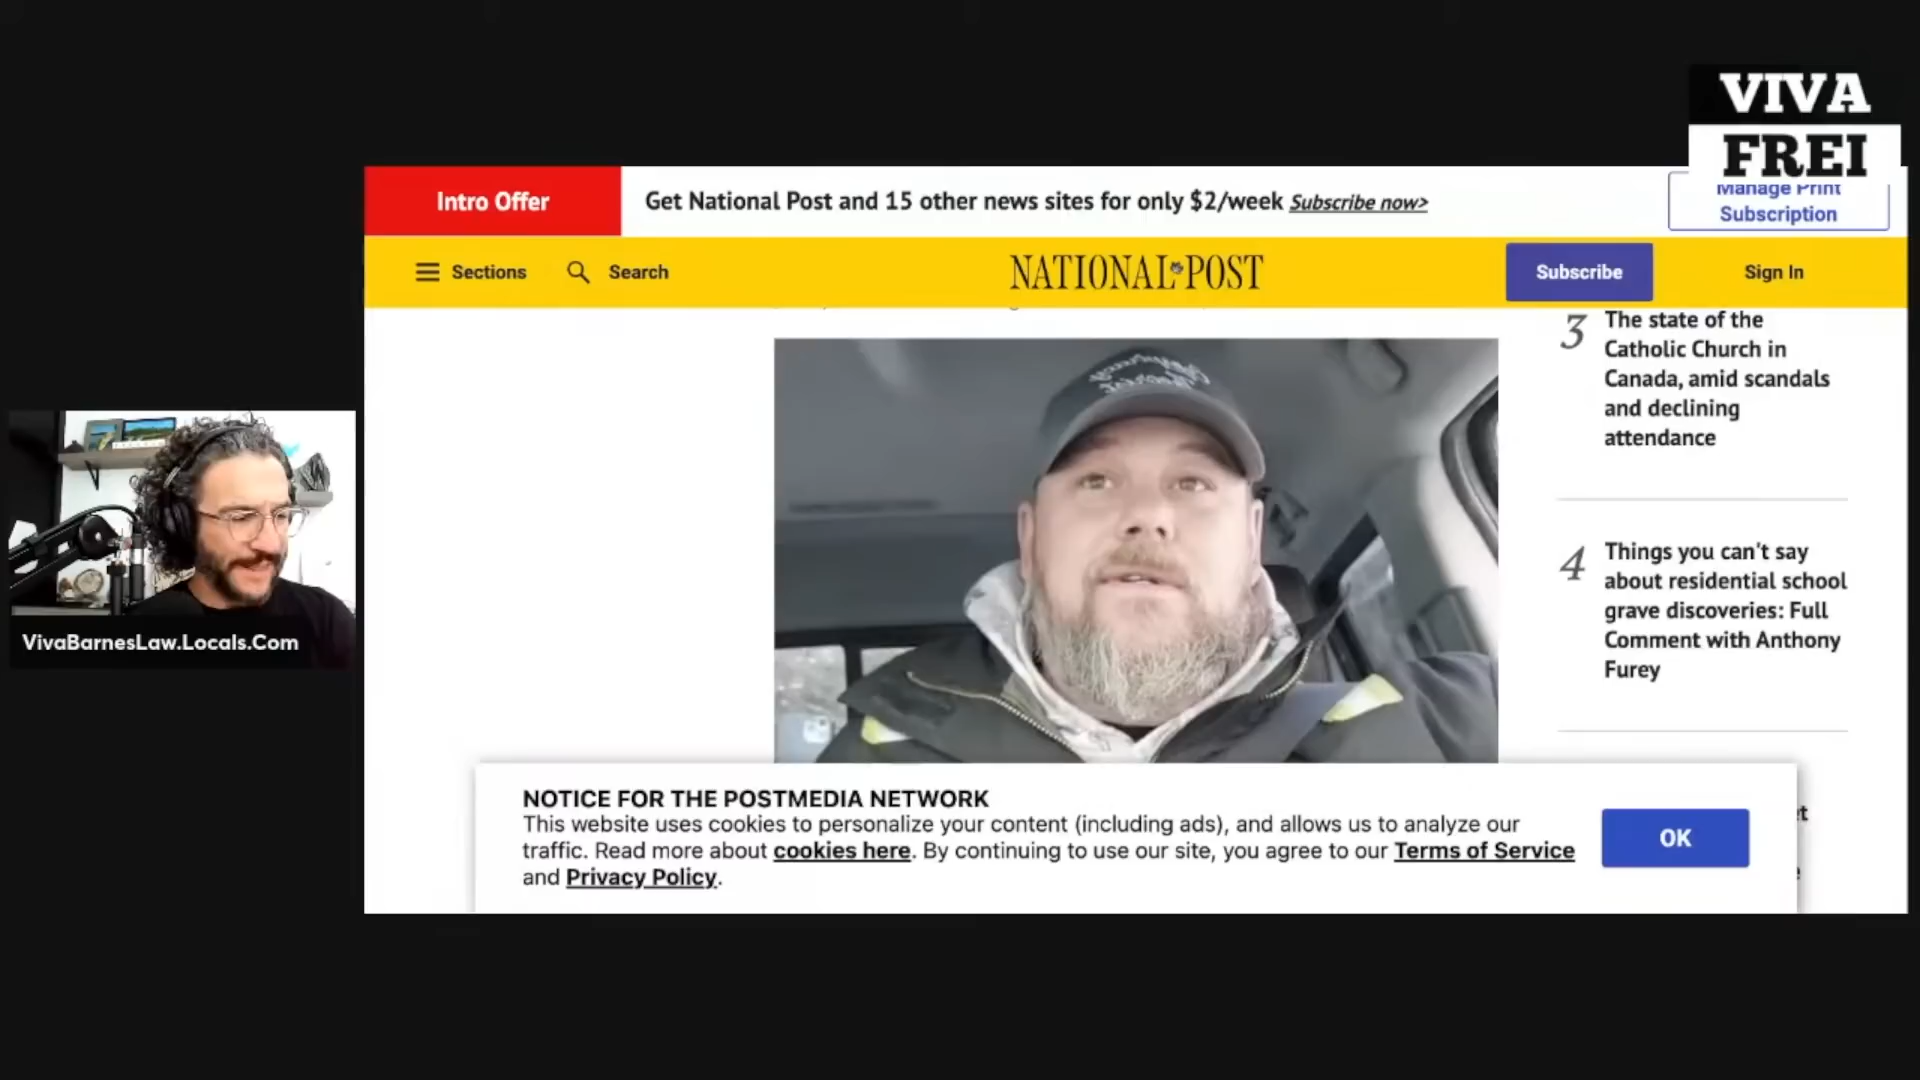 VIVA
FREI
Intro Offer
Get National Post and 15 other news sites for only $2/week Subscribe now>
Manage Print
Subscription
Sections
Search
NATIONAL POST
Subscribe
Sign In
3
The state of the
Catholic Church in
Canada, amid scandals
and declining
attendance
4
Things you can't say
about residential school
grave discoveries: Full
Comment with Anthony
Furey
VivaBarnesLaw.Locals.Com
NOTICE FOR THE POSTMEDIA NETWORK
This website uses cookies to personalize your content (including ads), and allows us to analyze our
traffic. Read more about cookies here. By continuing to use our site, you agree to our Terms of Service
and Privacy Policy.
OK